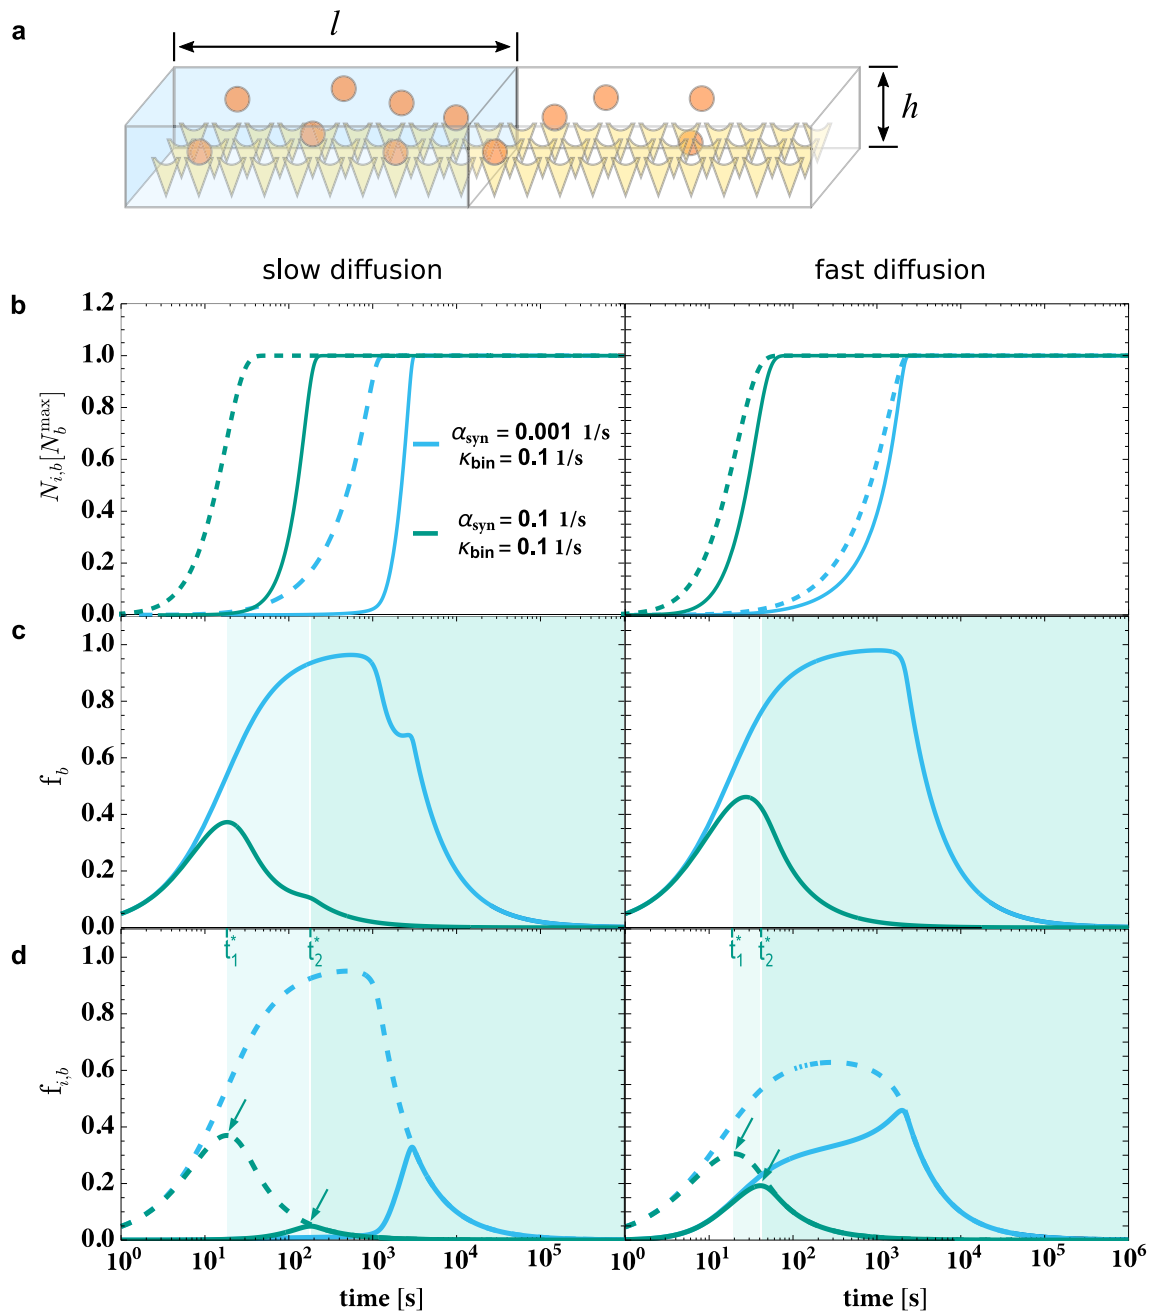 a
l
h
slow diffusion
fast diffusion
b
1.2
1.0
0.8
0.6
0.4
0.2
0.0
N_{i,b}[N_b^{max}]
α_syn = 0.001 1/s
κ_bin = 0.1 1/s
α_syn = 0.1 1/s
κ_bin = 0.1 1/s
c
1.0
0.8
0.6
0.4
0.2
0.0
f_b
d
t_1^*
t_2^*
t_1^*
t_2^*
1.0
0.8
0.6
0.4
0.2
0.0
f_{i,b}
10^0 10^1 10^2 10^3 10^4 10^5 10^0 10^1 10^2 10^3 10^4 10^5 10^6
time [s]
time [s]